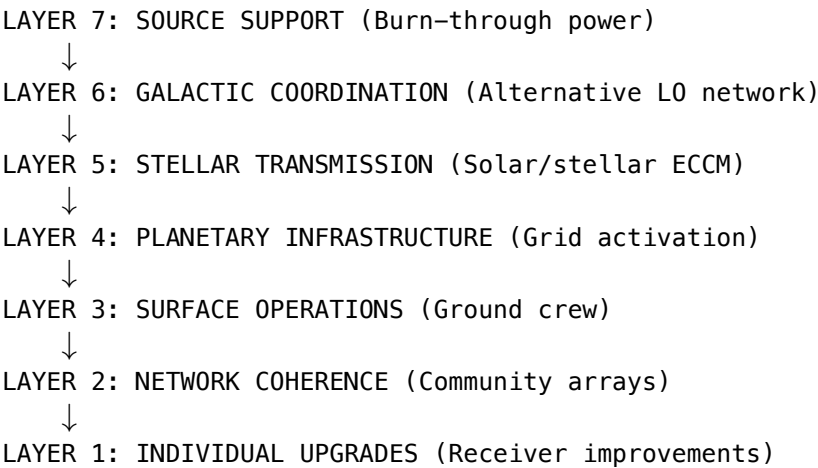 LAYER 7: SOURCE SUPPORT (Burn-through power)
↓
LAYER 6: GALACTIC COORDINATION (Alternative LO network)
↓
LAYER 5: STELLAR TRANSMISSION (Solar/stellar ECCM)
↓
LAYER 4: PLANETARY INFRASTRUCTURE (Grid activation)
↓
LAYER 3: SURFACE OPERATIONS (Ground crew)
↓
LAYER 2: NETWORK COHERENCE (Community arrays)
↓
LAYER 1: INDIVIDUAL UPGRADES (Receiver improvements)